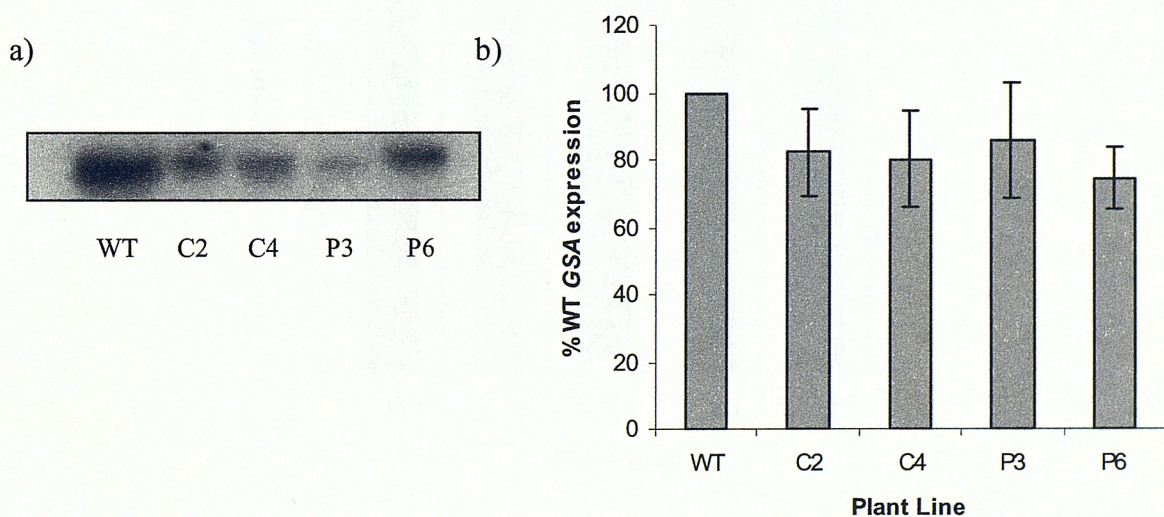 a)
WT C2 C4 P3 P6
b)
% WT GSA expression
120
100
80
60
40
20
0
WT C2 C4 P3 P6
Plant Line